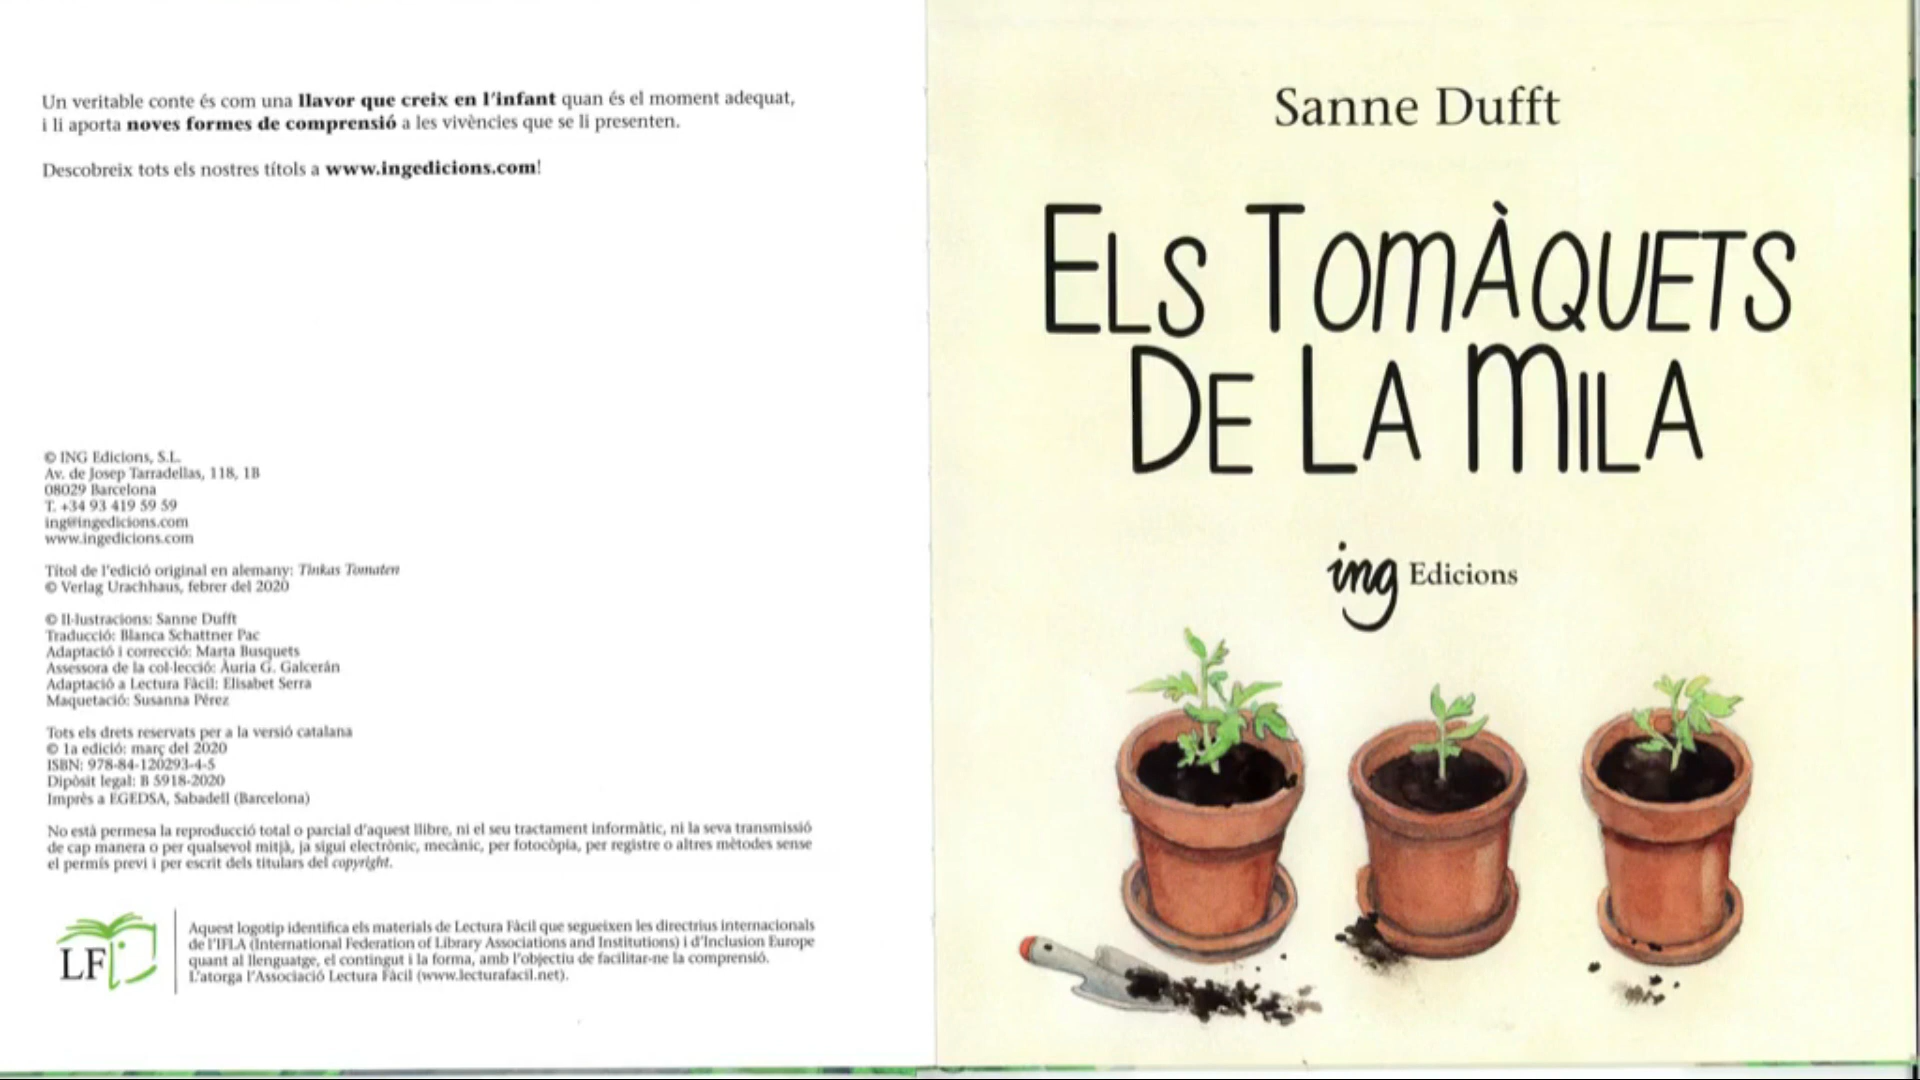 Un veritable conte és com una llavor que creix en l'infant quan és el moment adequat,
i li aporta noves formes de comprensió a les vivències que se li presenten.
Descobreix tots els nostres títols a www.ingedicions.com!
© ING Edicions, S.L.
Av. de Josep Tarradellas, 118, 1B
08029 Barcelona
T. +34 93 419 59 59
ing@ingedicions.com
www.ingedicions.com
Títol de l'edició original en alemany: Tinkas Tomaten
© Verlag Urachhaus, febrer del 2020
© Il·lustracions: Sanne Dufft
Traducció: Blanca Schattner Pac
Adaptació i correcció: Marta Busquets
Assessora de la col·lecció: Àuria G. Galcerán
Adaptació a Lectura Fàcil: Elisabet Serra
Maquetació: Susanna Pérez
Tots els drets reservats per a la versió catalana
© 1a edició: març del 2020
ISBN: 978-84-120293-4-5
Dipòsit legal: B 5918-2020
Imprès a EGEDSA, Sabadell (Barcelona)
No està permesa la reproducció total o parcial d'aquest llibre, ni el seu tractament informàtic, ni la seva transmissió
de cap manera o per qualsevol mitjà, ja sigui electrònic, mecànic, per fotocòpia, per registre o altres mètodes sense
el permís previ i per escrit dels titulars del copyright.
LF
Aquest logotip identifica els materials de Lectura Fàcil que segueixen les directrius internacionals
de l'IFLA (International Federation of Library Associations and Institutions) i d'Inclusion Europe
quant al llenguatge, el contingut i la forma, amb l'objectiu de facilitar-ne la comprensió.
L'atorga l'Associació Lectura Fàcil (www.lecturafacil.net).
Sanne Dufft
ELS TOMÀQUETS
DE LA MILA
ing Edicions